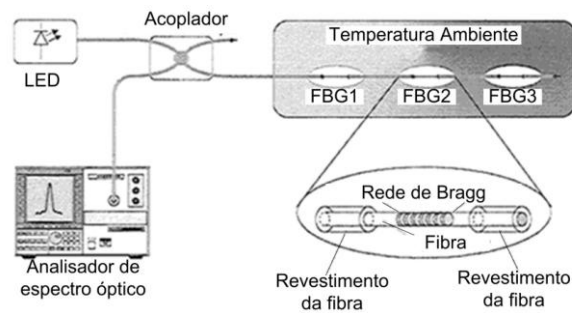 Acoplador
LED
Temperatura Ambiente
FBG1
FBG2
FBG3
Analisador de
espectro óptico
Rede de Bragg
Fibra
Revestimento
da fibra
Revestimento
da fibra